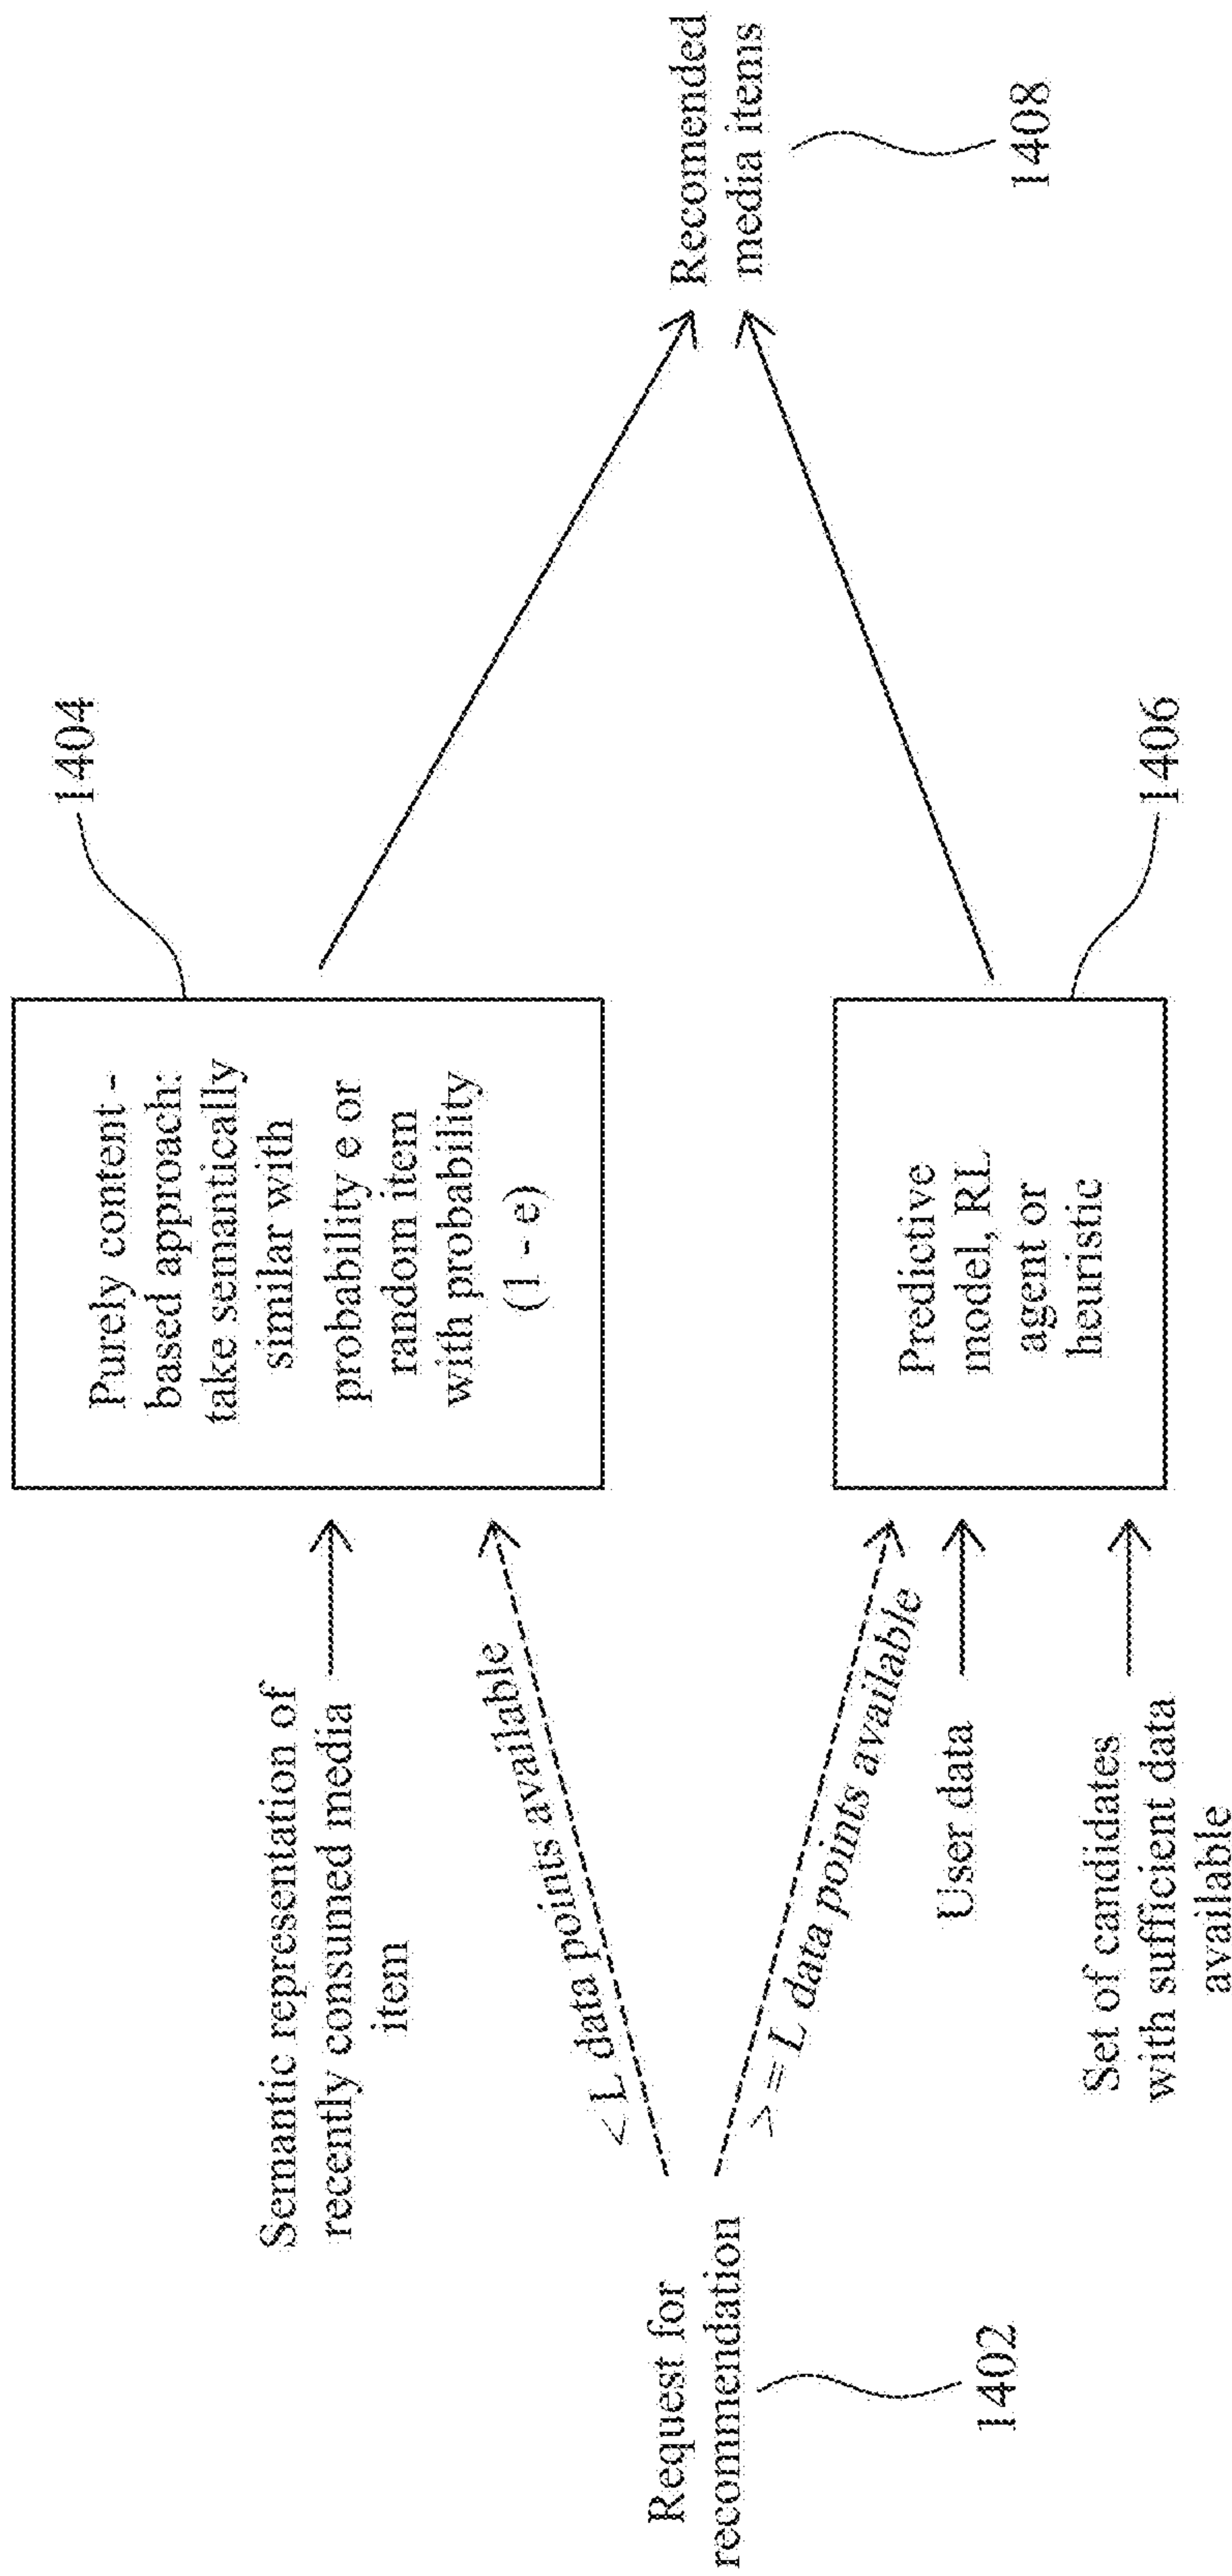 Semantic representation of
recently consumed media
item
Request for
recommendation
1402
< L data points available
> = L data points available
User data
Set of candidates
with sufficient data
available
Purely content -
based approach:
take semantically
similar with
probability e or
random item
with probability
(1 - e)
1404
Predictive
model, RL
agent or
heuristic
1406
Recomended
media items
1408